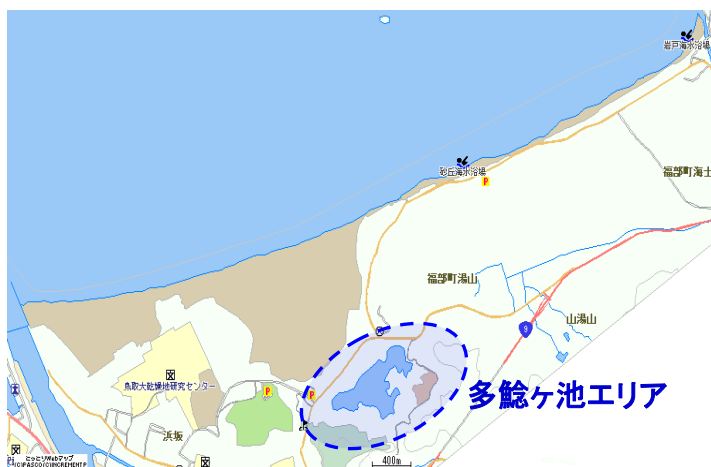 岩戸海水浴場
砂丘海水浴場
P
福部町海士
福部町湯山
9
山湯山
鳥取大乾燥地研究センター
P
P
多鯰ヶ池エリア
浜坂
とっとりWebマップ
(C)PASCO(C)INCREMENT P
400m